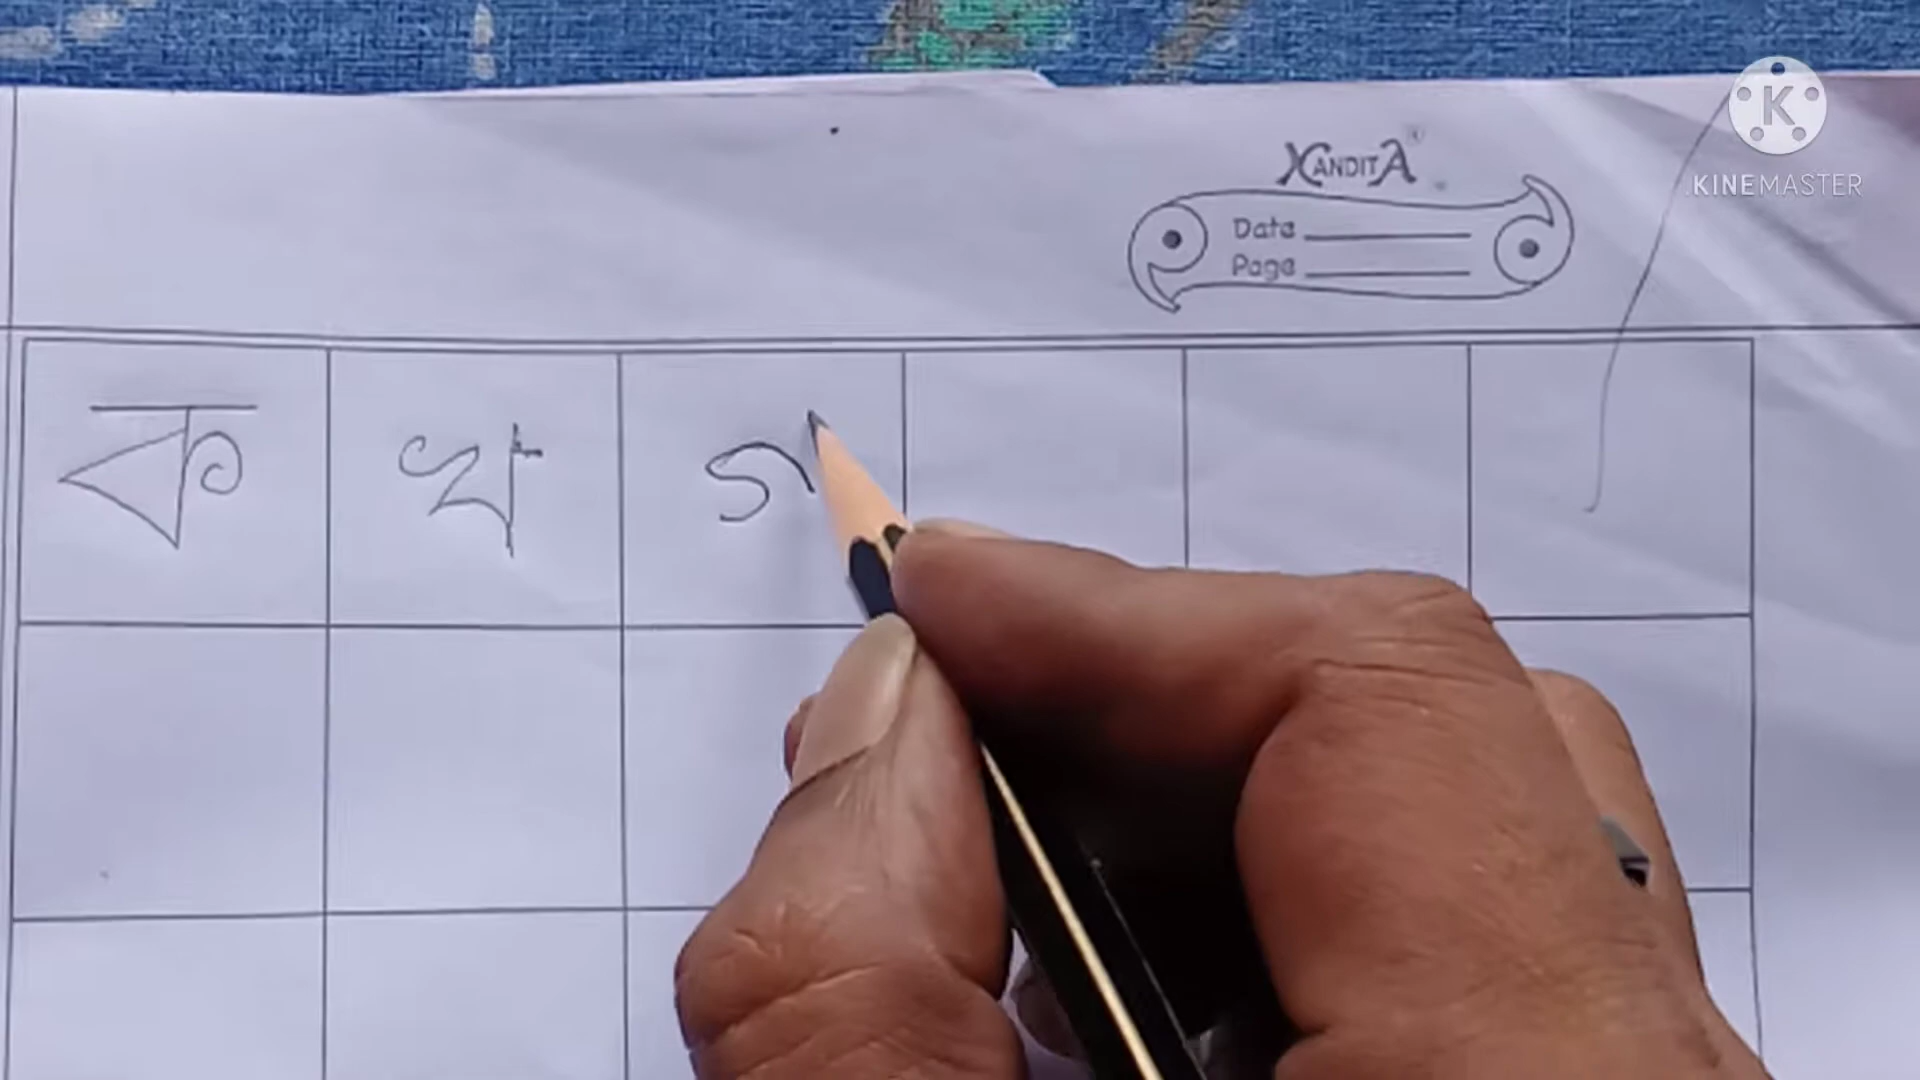 XANDITA
Date
Page
ক খ
KINEMASTER